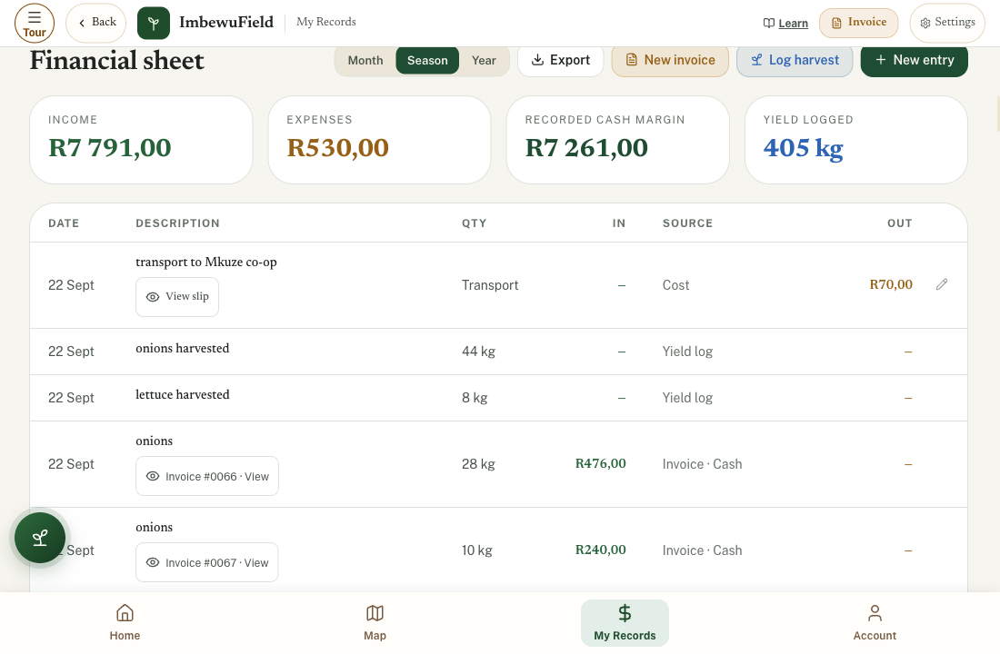 Tour
Back
ImbewuField
My Records
Learn
Invoice
Settings
Financial sheet
Month
Season
Year
Export
New invoice
Log harvest
New entry
INCOME
R7 791,00
EXPENSES
R530,00
RECORDED CASH MARGIN
R7 261,00
YIELD LOGGED
405 kg
DATE DESCRIPTION QTY IN SOURCE OUT
transport to Mkuze co-op
22 Sept Transport – Cost R70,00
View slip
22 Sept onions harvested 44 kg – Yield log –
22 Sept lettuce harvested 8 kg – Yield log –
onions
22 Sept 28 kg R476,00 Invoice · Cash –
Invoice #0066 · View
onions
Sept 10 kg R240,00 Invoice · Cash –
Invoice #0067 · View
Home
Map
My Records
Account